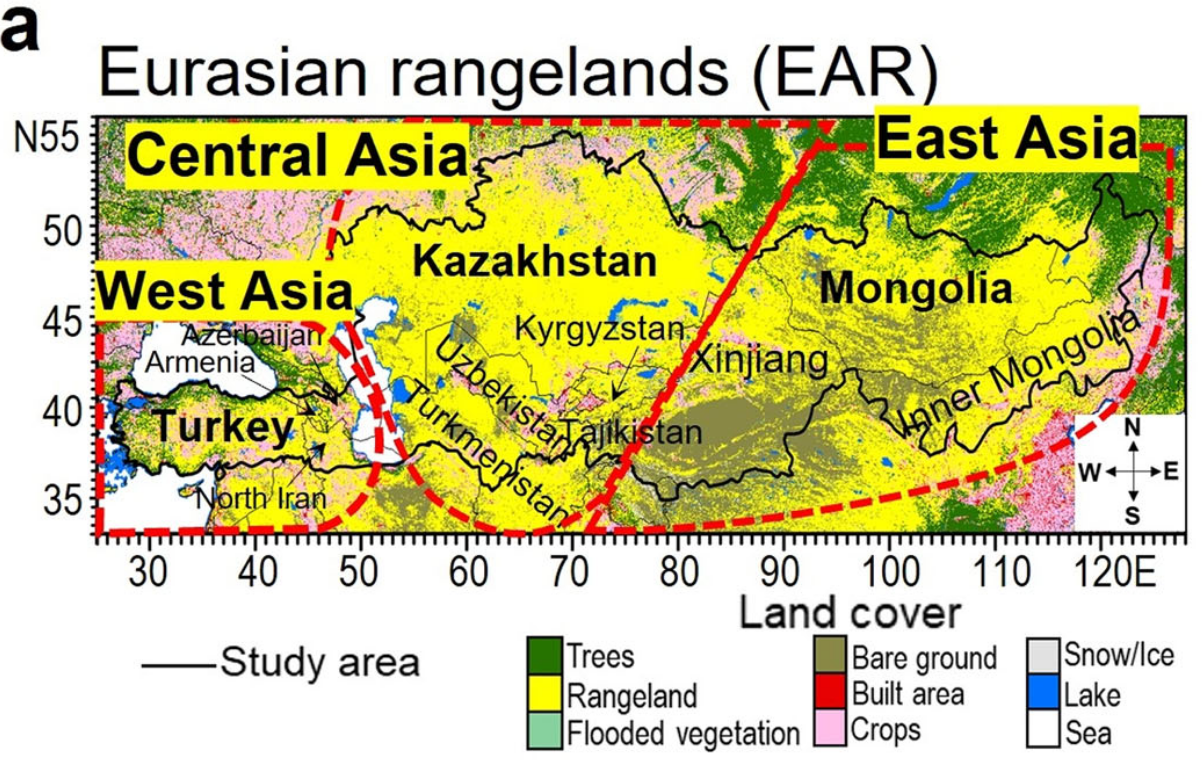 a
Eurasian rangelands (EAR)
N55
50
45
40
35
Central Asia
East Asia
West Asia
Kazakhstan
Mongolia
Azerbaijan
Armenia
Kyrgyzstan
Uzbekistan
Xinjiang
Inner Mongolia
Turkey
Turkmenistan
Tajikistan
North Iran
N
W E
S
30 40 50 60 70 80 90 100 110 120E
Land cover
Study area
Trees
Rangeland
Flooded vegetation
Bare ground
Built area
Crops
Snow/Ice
Lake
Sea